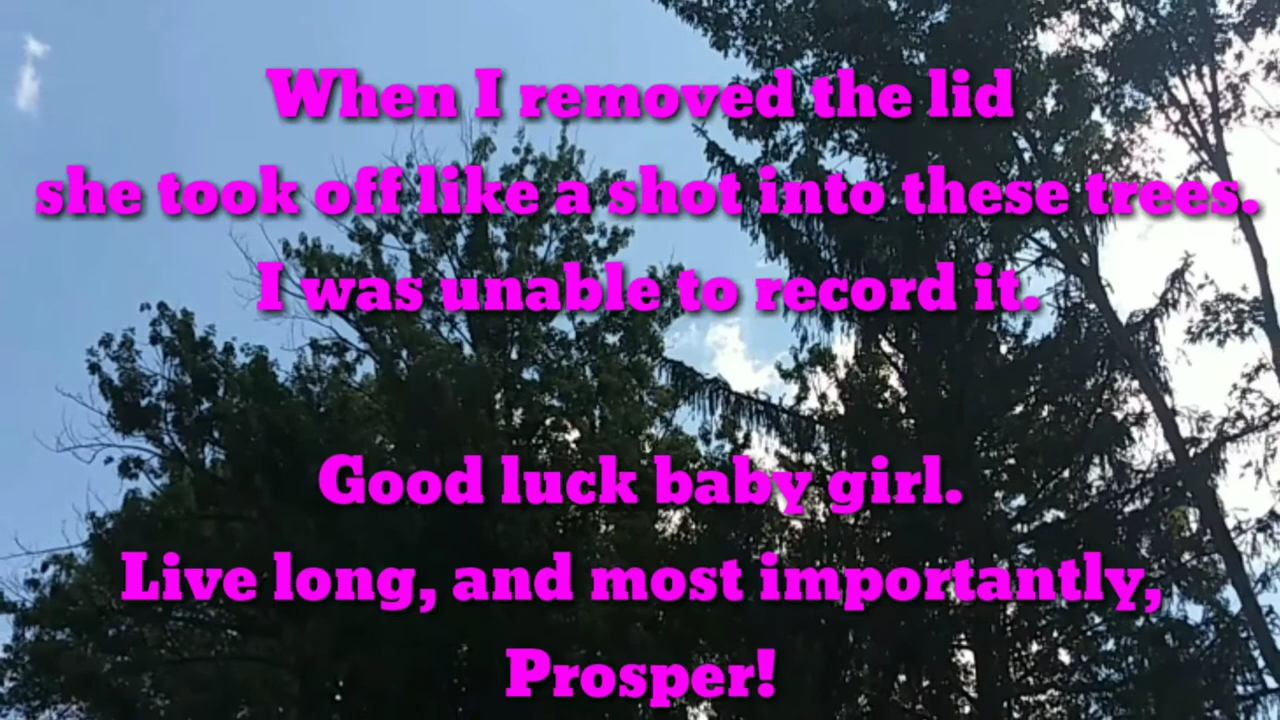 When I removed the lid
she took off like a shot into these trees.
I was unable to record it.
Good luck baby girl.
Live long, and most importantly,
Prosper!